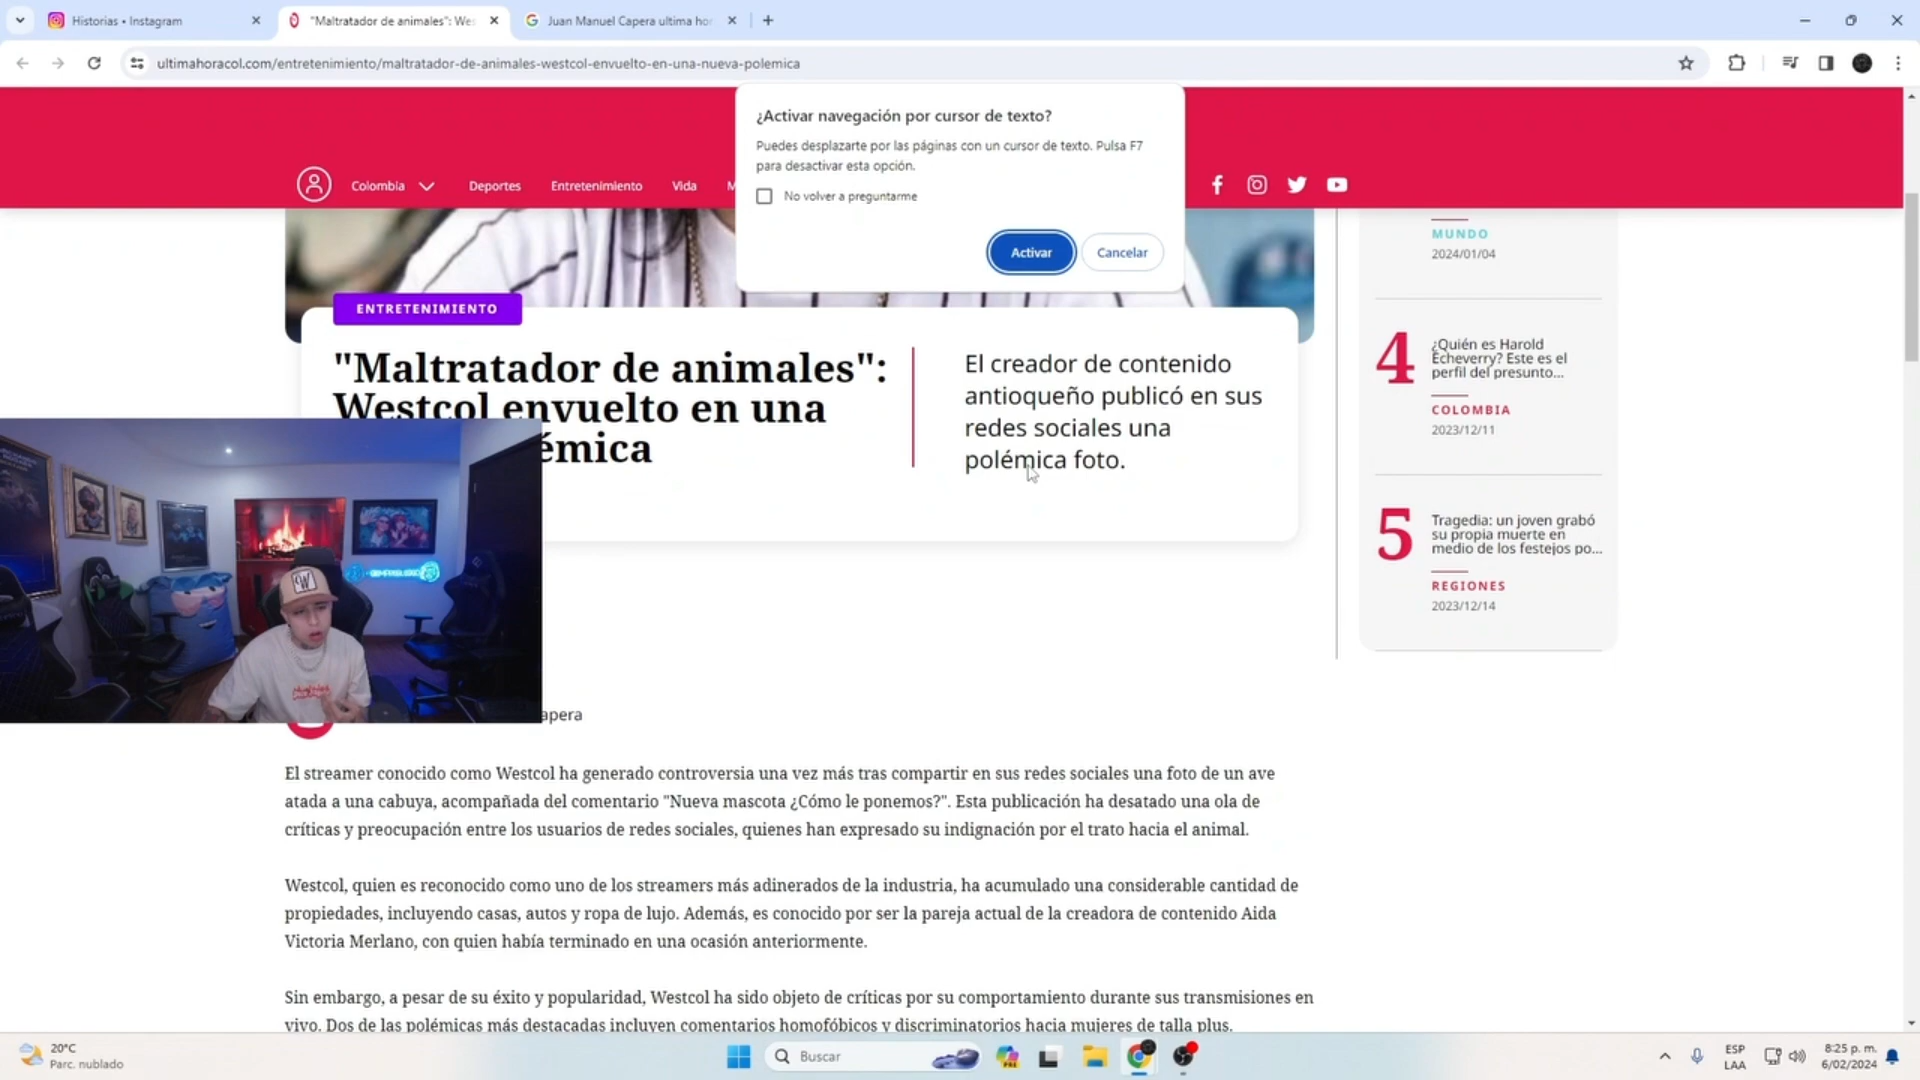 Historias • Instagram
"Maltratador de animales": Wes
Juan Manuel Capera ultima hor
ultimahoracol.com/entretenimiento/maltratador-de-animales-westcol-envuelto-en-una-nueva-polemica
¿Activar navegación por cursor de texto?
Puedes desplazarte por las páginas con un cursor de texto. Pulsa F7
para desactivar esta opción.
No volver a preguntarme
Activar
Cancelar
Colombia
Deportes
Entretenimiento
Vida
M
ENTRETENIMIENTO
"Maltratador de animales":
Westcol envuelto en una
émica
El creador de contenido
antioqueño publicó en sus
redes sociales una
polémica foto.
MUNDO
2024/01/04
4
¿Quién es Harold
Echeverry? Este es el
perfil del presunto...
COLOMBIA
2023/12/11
5
Tragedia: un joven grabó
su propia muerte en
medio de los festejos po...
REGIONES
2023/12/14
W
apera
El streamer conocido como Westcol ha generado controversia una vez más tras compartir en sus redes sociales una foto de un ave
atada a una cabuya, acompañada del comentario "Nueva mascota ¿Cómo le ponemos?". Esta publicación ha desatado una ola de
críticas y preocupación entre los usuarios de redes sociales, quienes han expresado su indignación por el trato hacia el animal.
Westcol, quien es reconocido como uno de los streamers más adinerados de la industria, ha acumulado una considerable cantidad de
propiedades, incluyendo casas, autos y ropa de lujo. Además, es conocido por ser la pareja actual de la creadora de contenido Aida
Victoria Merlano, con quien había terminado en una ocasión anteriormente.
Sin embargo, a pesar de su éxito y popularidad, Westcol ha sido objeto de críticas por su comportamiento durante sus transmisiones en
vivo. Dos de las polémicas más destacadas incluyen comentarios homofóbicos y discriminatorios hacia mujeres de talla plus.
20°C
Parc. nublado
Buscar
PRE
ESP
LAA
8:25 p. m.
6/02/2024